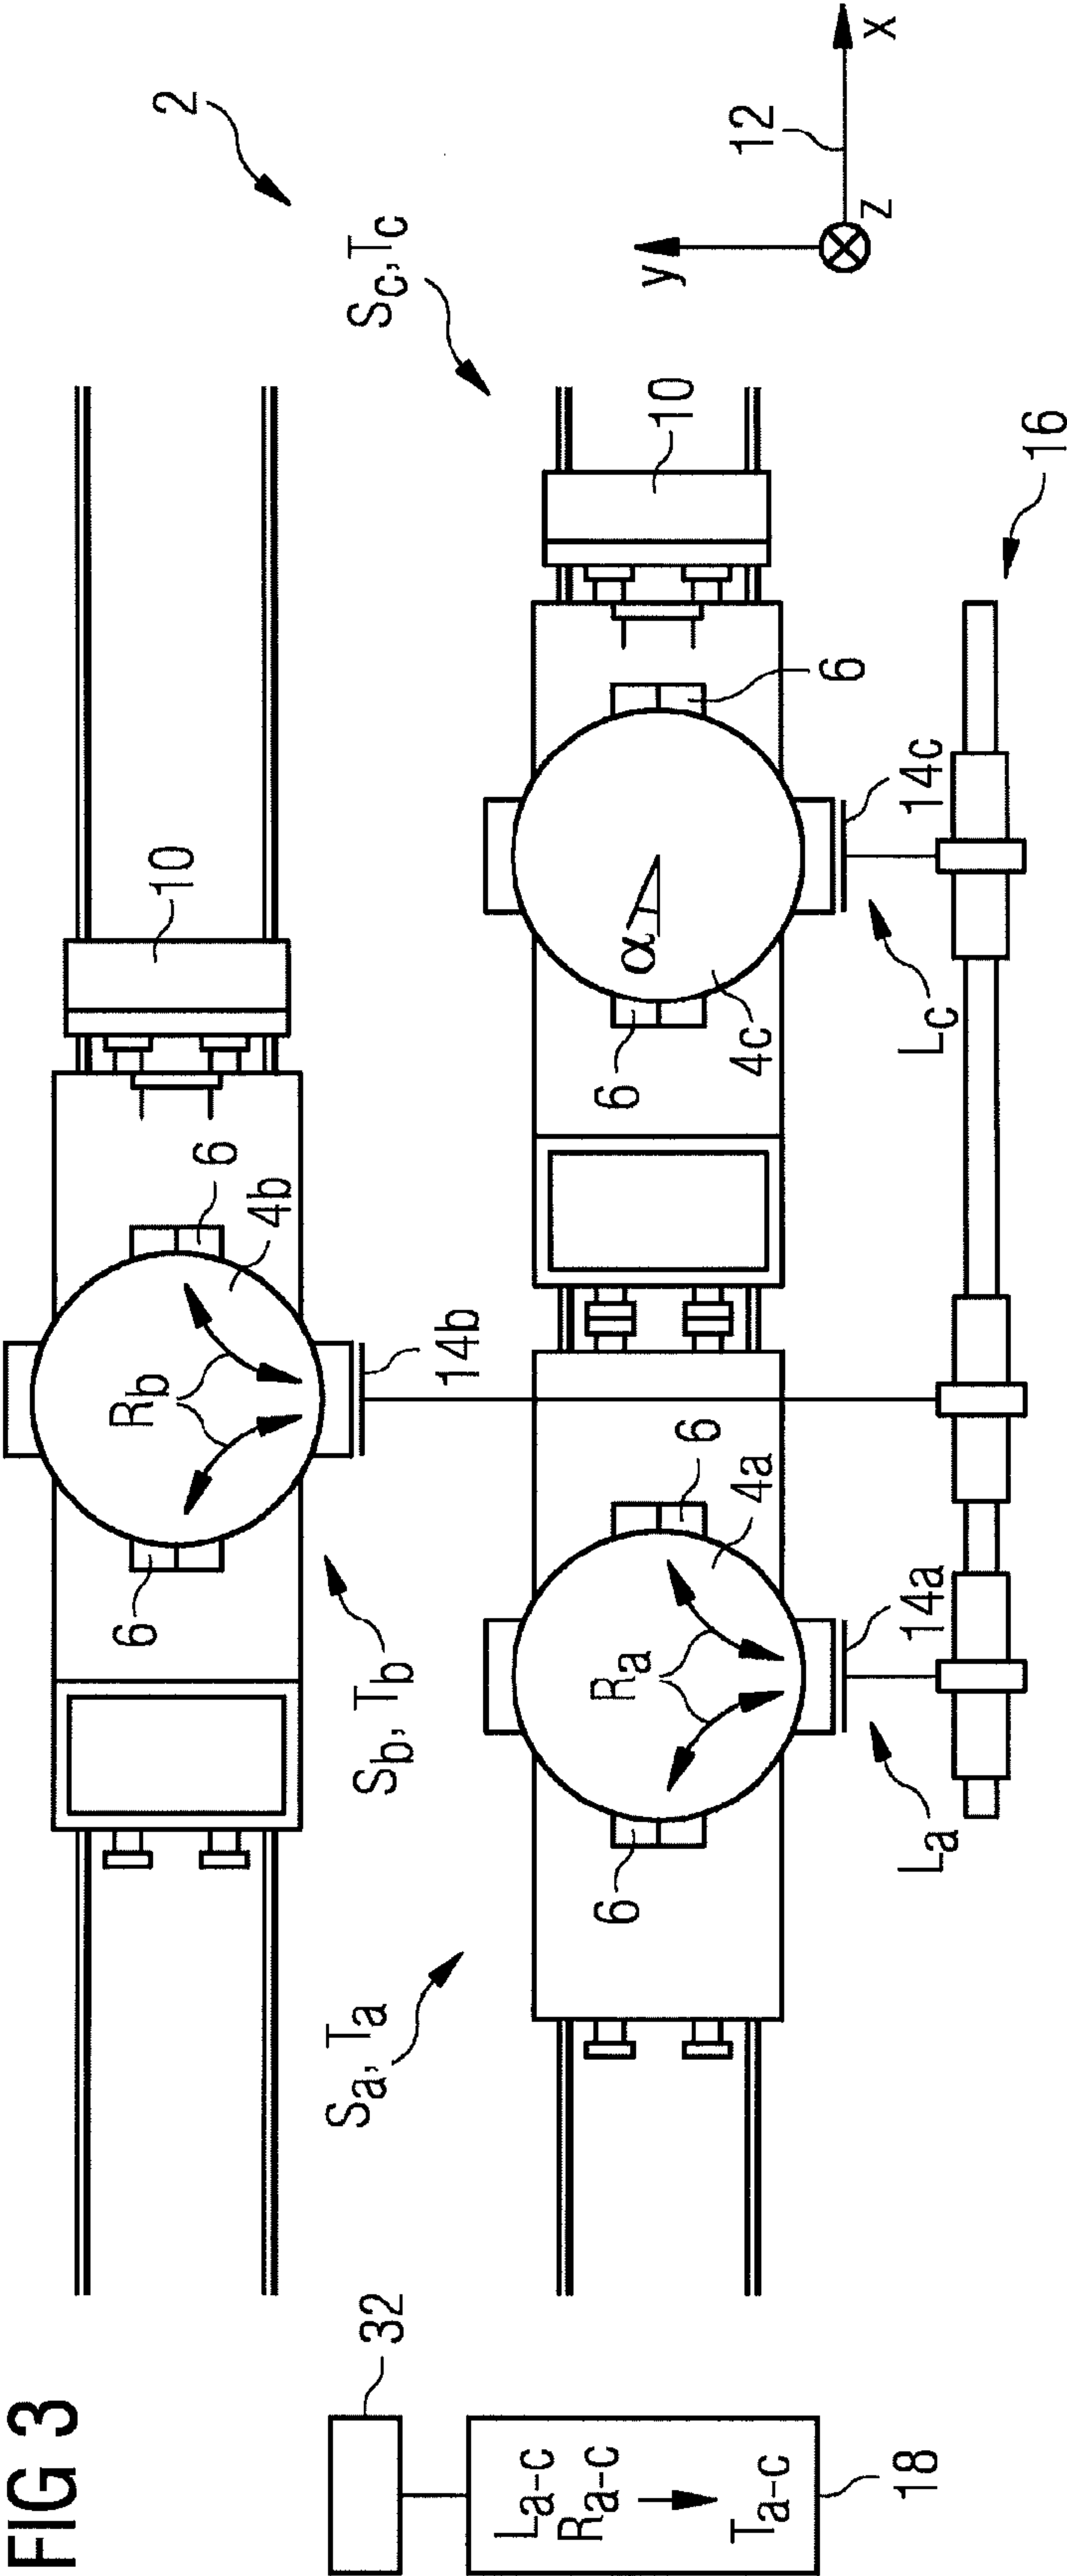 FIG 3
2
10
6
4b
R_b
6
14b
S_b, T_b
S_c, T_c
10
6
α
6
4c
14c
L_c
6
4a
R_a
6
14a
L_a
S_a, T_a
16
y
12
z
x
32
L_a-c
R_a-c
T_a-c
18